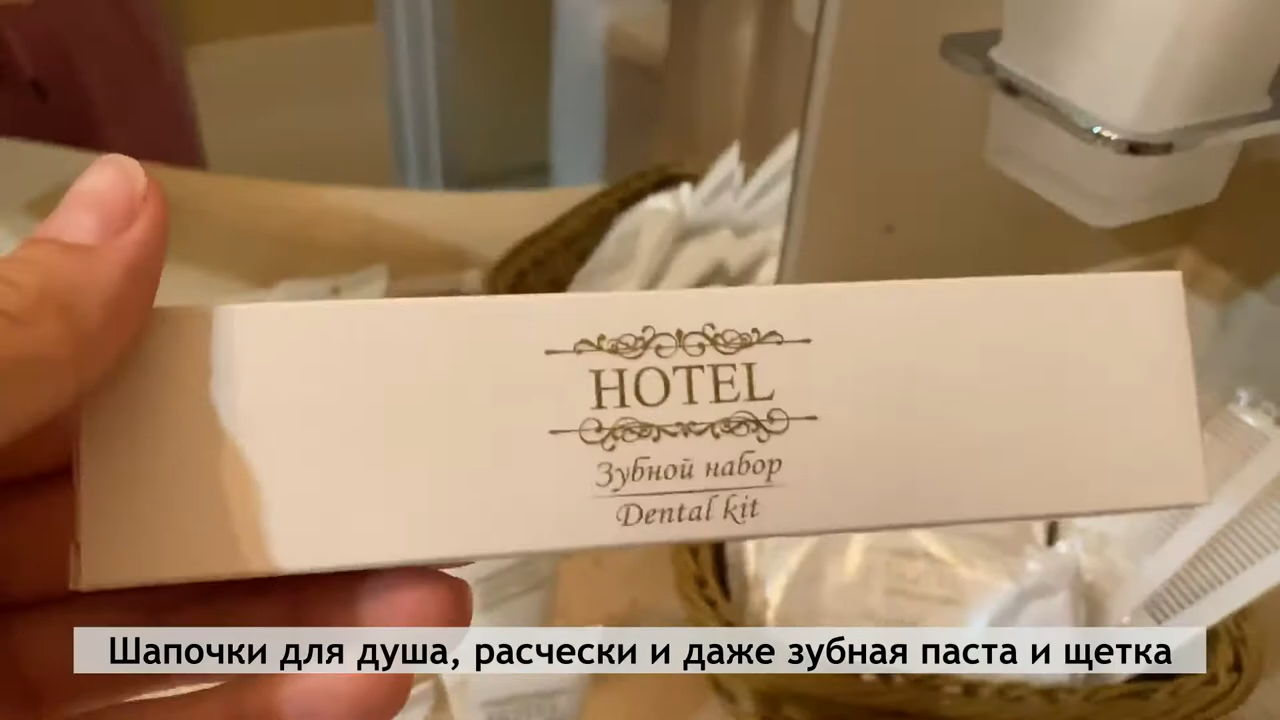 HOTEL
Зубной набор
Dental kit
Шапочки для душа, расчески и даже зубная паста и щетка